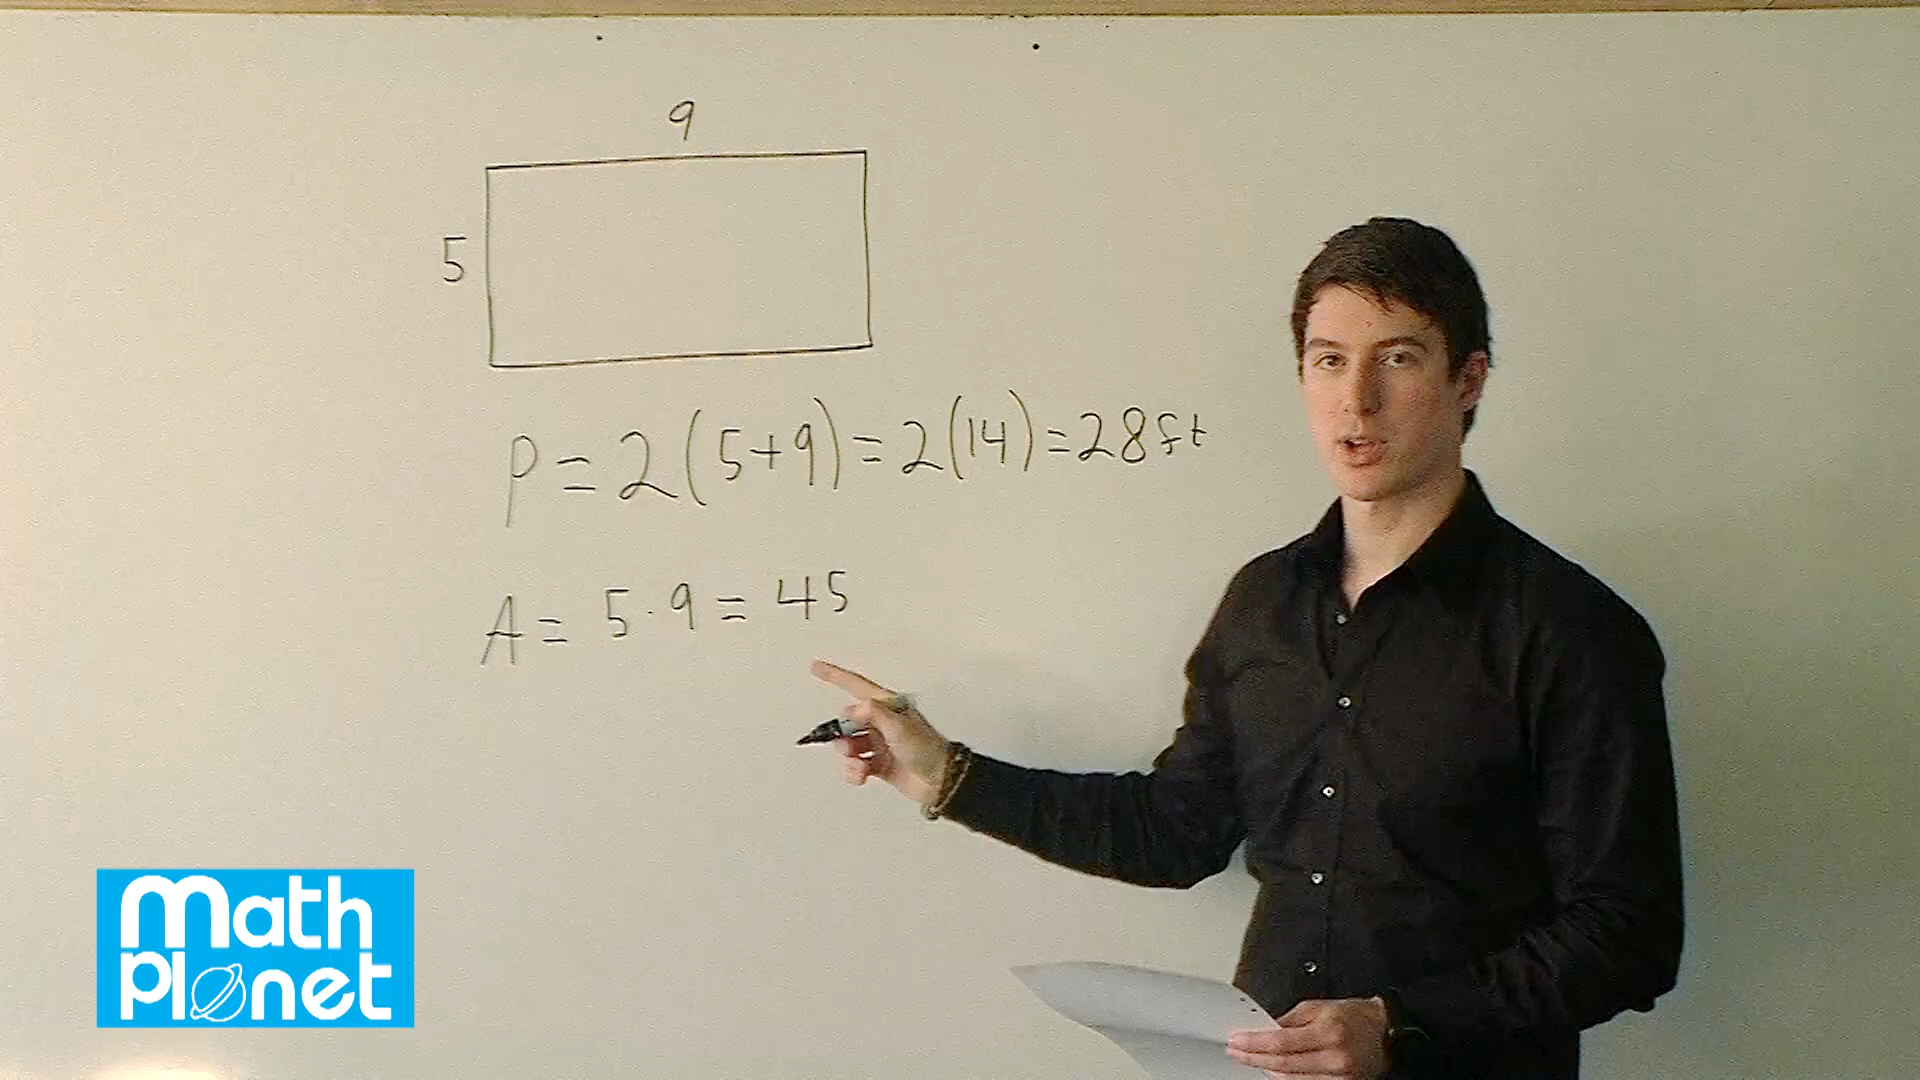 9
5
P = 2(5+9) = 2(14) = 28 ft
A = 5·9 = 45
math
planet